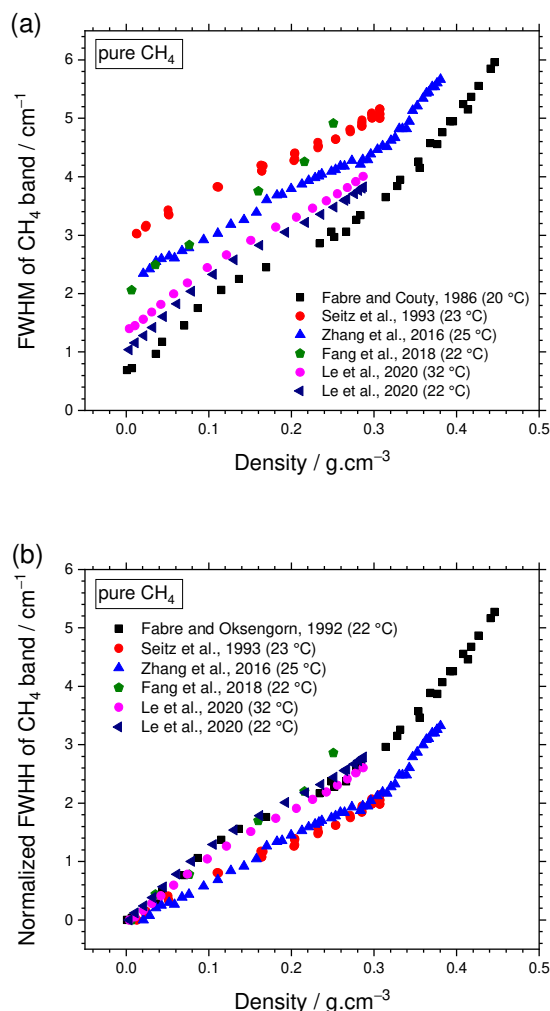 (a)
pure CH₄
6
5
4
3
2
1
0
FWHM of CH₄ band / cm⁻¹
Fabre and Couty, 1986 (20 °C)
Seitz et al., 1993 (23 °C)
Zhang et al., 2016 (25 °C)
Fang et al., 2018 (22 °C)
Le et al., 2020 (32 °C)
Le et al., 2020 (22 °C)
0.0 0.1 0.2 0.3 0.4 0.5
Density / g.cm⁻³
(b)
pure CH₄
6
5
4
3
2
1
0
Normalized FWHH of CH₄ band / cm⁻¹
Fabre and Oksengorn, 1992 (22 °C)
Seitz et al., 1993 (23 °C)
Zhang et al., 2016 (25 °C)
Fang et al., 2018 (22 °C)
Le et al., 2020 (32 °C)
Le et al., 2020 (22 °C)
0.0 0.1 0.2 0.3 0.4 0.5
Density / g.cm⁻³